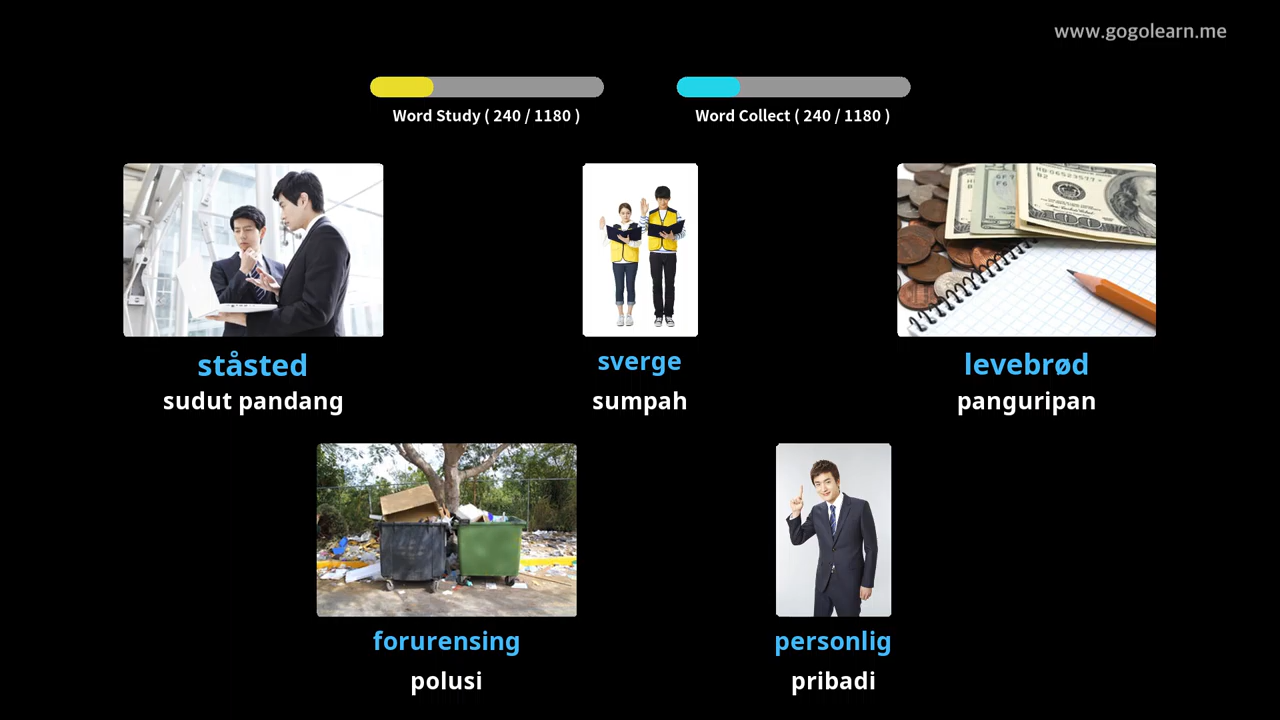 www.gogolearn.me
Word Study ( 240 / 1180 )
Word Collect ( 240 / 1180 )
ståsted
sudut pandang
sverge
sumpah
levebrød
panguripan
forurensing
polusi
personlig
pribadi